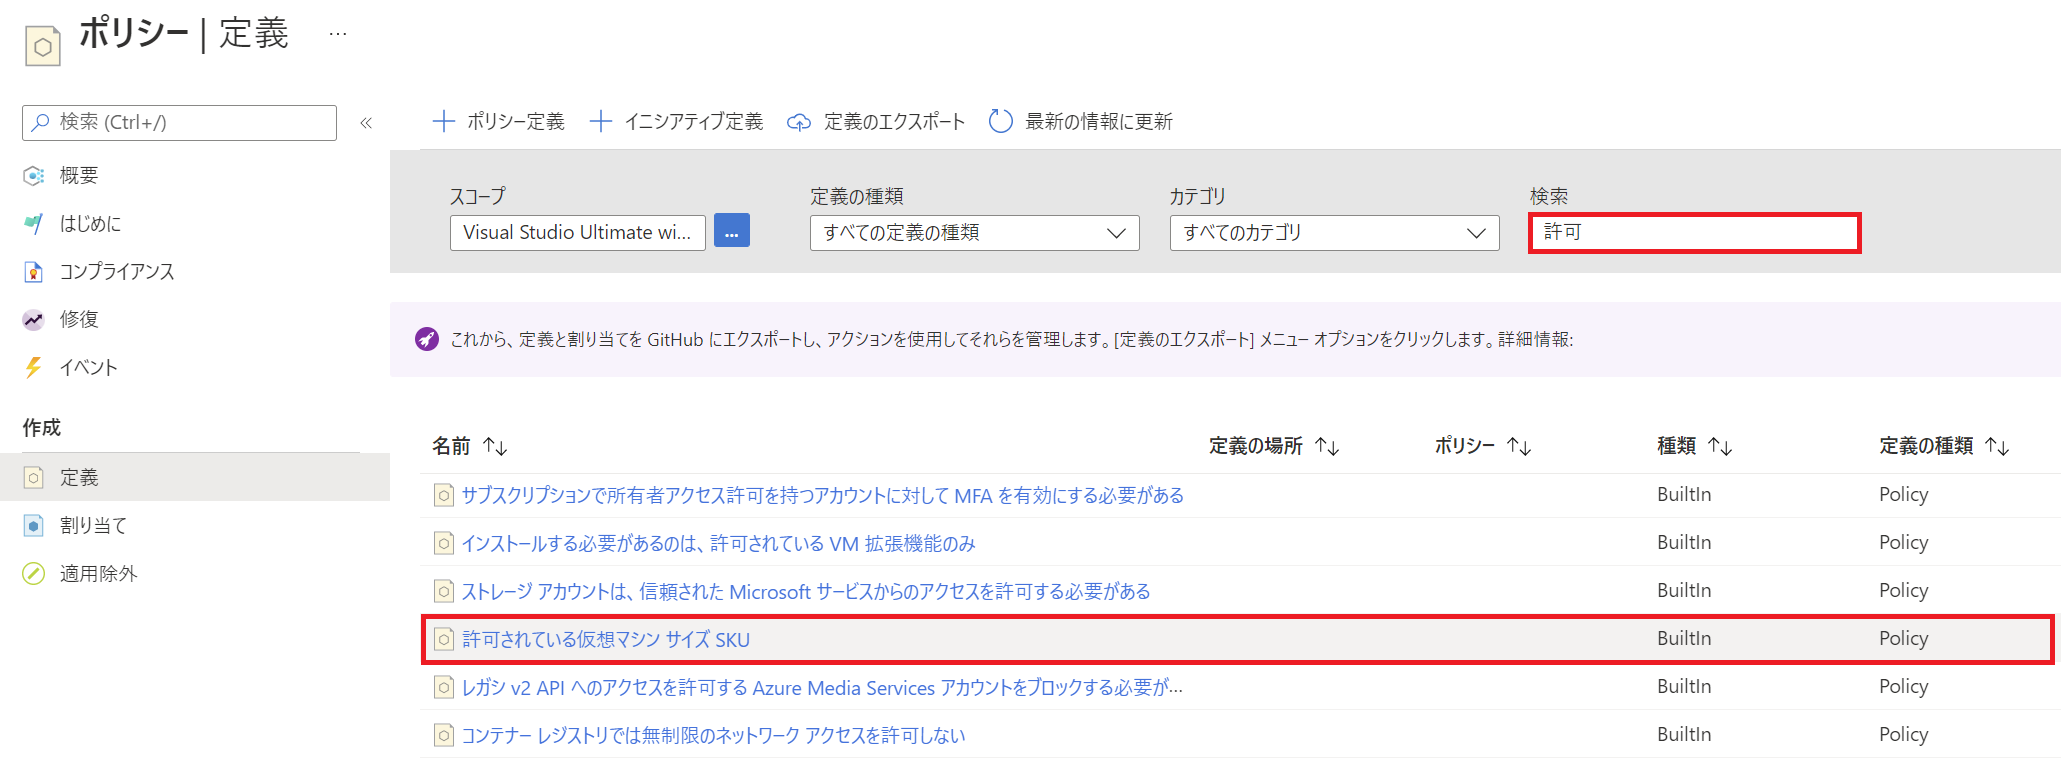 ポリシー | 定義 …
検索 (Ctrl+/) «
概要
はじめに
コンプライアンス
修復
イベント
作成
定義
割り当て
適用除外
ポリシー定義 イニシアティブ定義 定義のエクスポート 最新の情報に更新
スコープ 定義の種類 カテゴリ 検索
Visual Studio Ultimate wi... ... すべての定義の種類 すべてのカテゴリ 許可
これから、定義と割り当てを GitHub にエクスポートし、アクションを使用してそれらを管理します。[定義のエクスポート] メニュー オプションをクリックします。詳細情報:
名前 ↑↓ 定義の場所 ↑↓ ポリシー ↑↓ 種類 ↑↓ 定義の種類 ↑↓
サブスクリプションで所有者アクセス許可を持つアカウントに対して MFA を有効にする必要がある BuiltIn Policy
インストールする必要があるのは、許可されている VM 拡張機能のみ BuiltIn Policy
ストレージ アカウントは、信頼された Microsoft サービスからのアクセスを許可する必要がある BuiltIn Policy
許可されている仮想マシン サイズ SKU BuiltIn Policy
レガシ v2 API へのアクセスを許可する Azure Media Services アカウントをブロックする必要が… BuiltIn Policy
コンテナー レジストリでは無制限のネットワーク アクセスを許可しない BuiltIn Policy